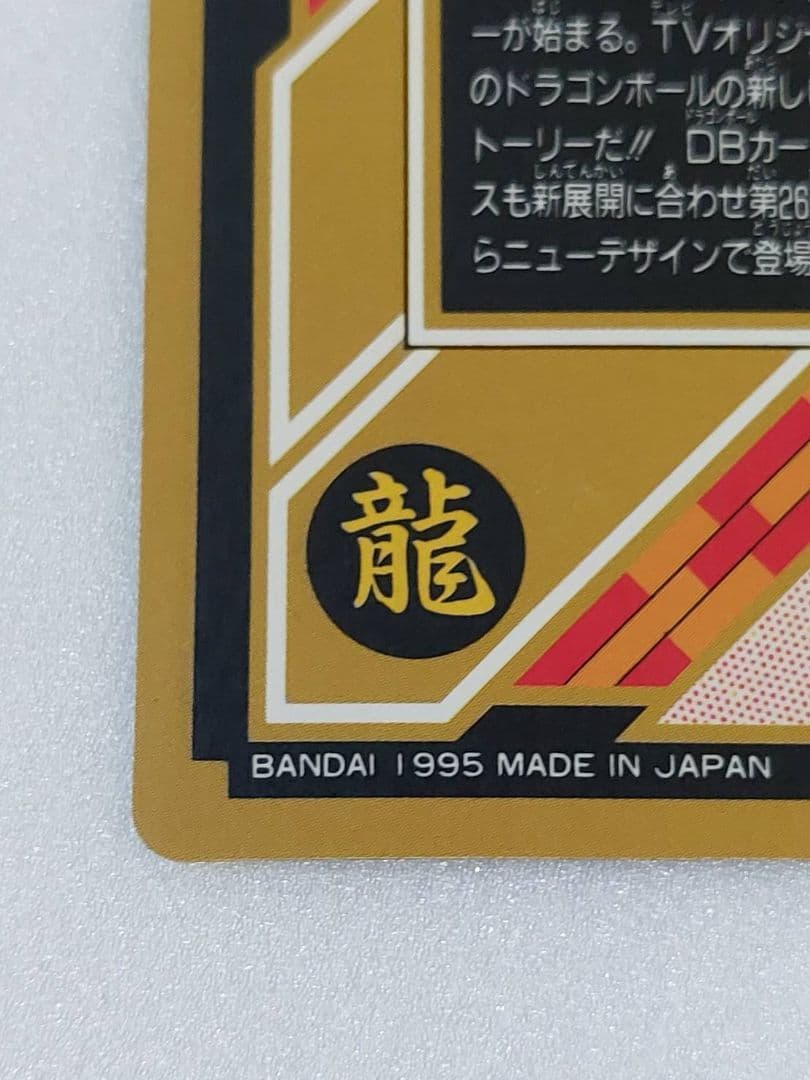 ーが始まる。TVオリジ
のドラゴンボールの新し
トーリーだ!! DBカー
スも新展開に合わせ第26
らニューデザインで登場
龍
BANDAI 1995 MADE IN JAPAN